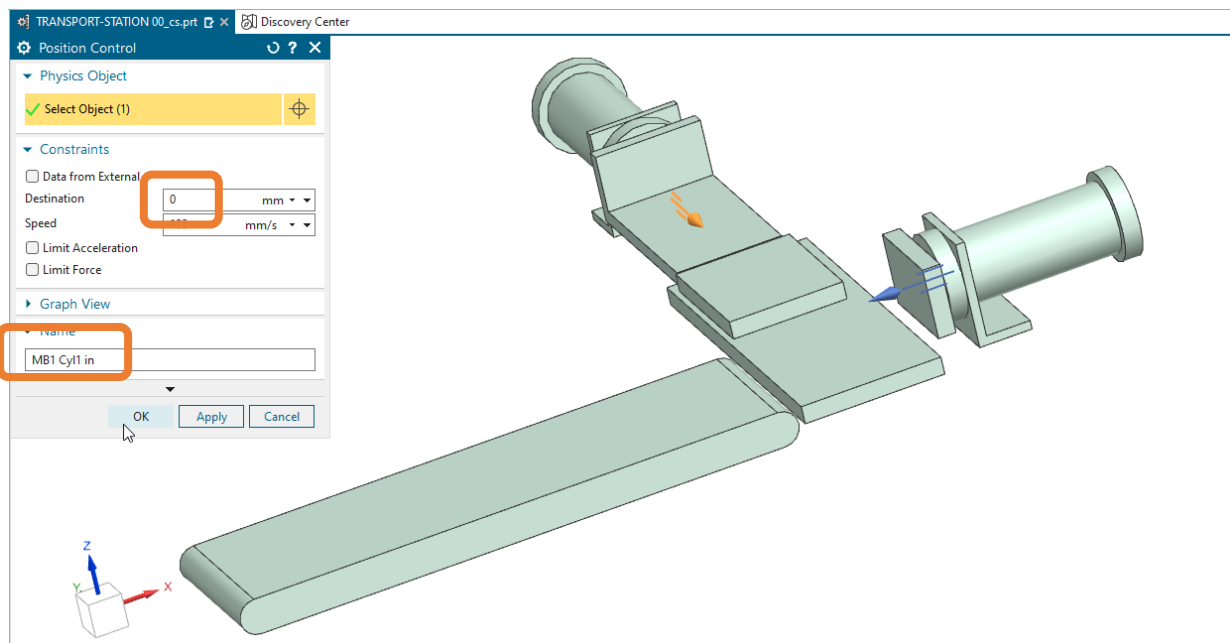 TRANSPORT-STATION 00_cs.prt Discovery Center
Position Control
Physics Object
Select Object (1)
Constraints
Data from External
Destination 0 mm
Speed mm/s
Limit Acceleration
Limit Force
Graph View
Name
MB1 Cyl1 in
OK Apply Cancel
Z
Y X